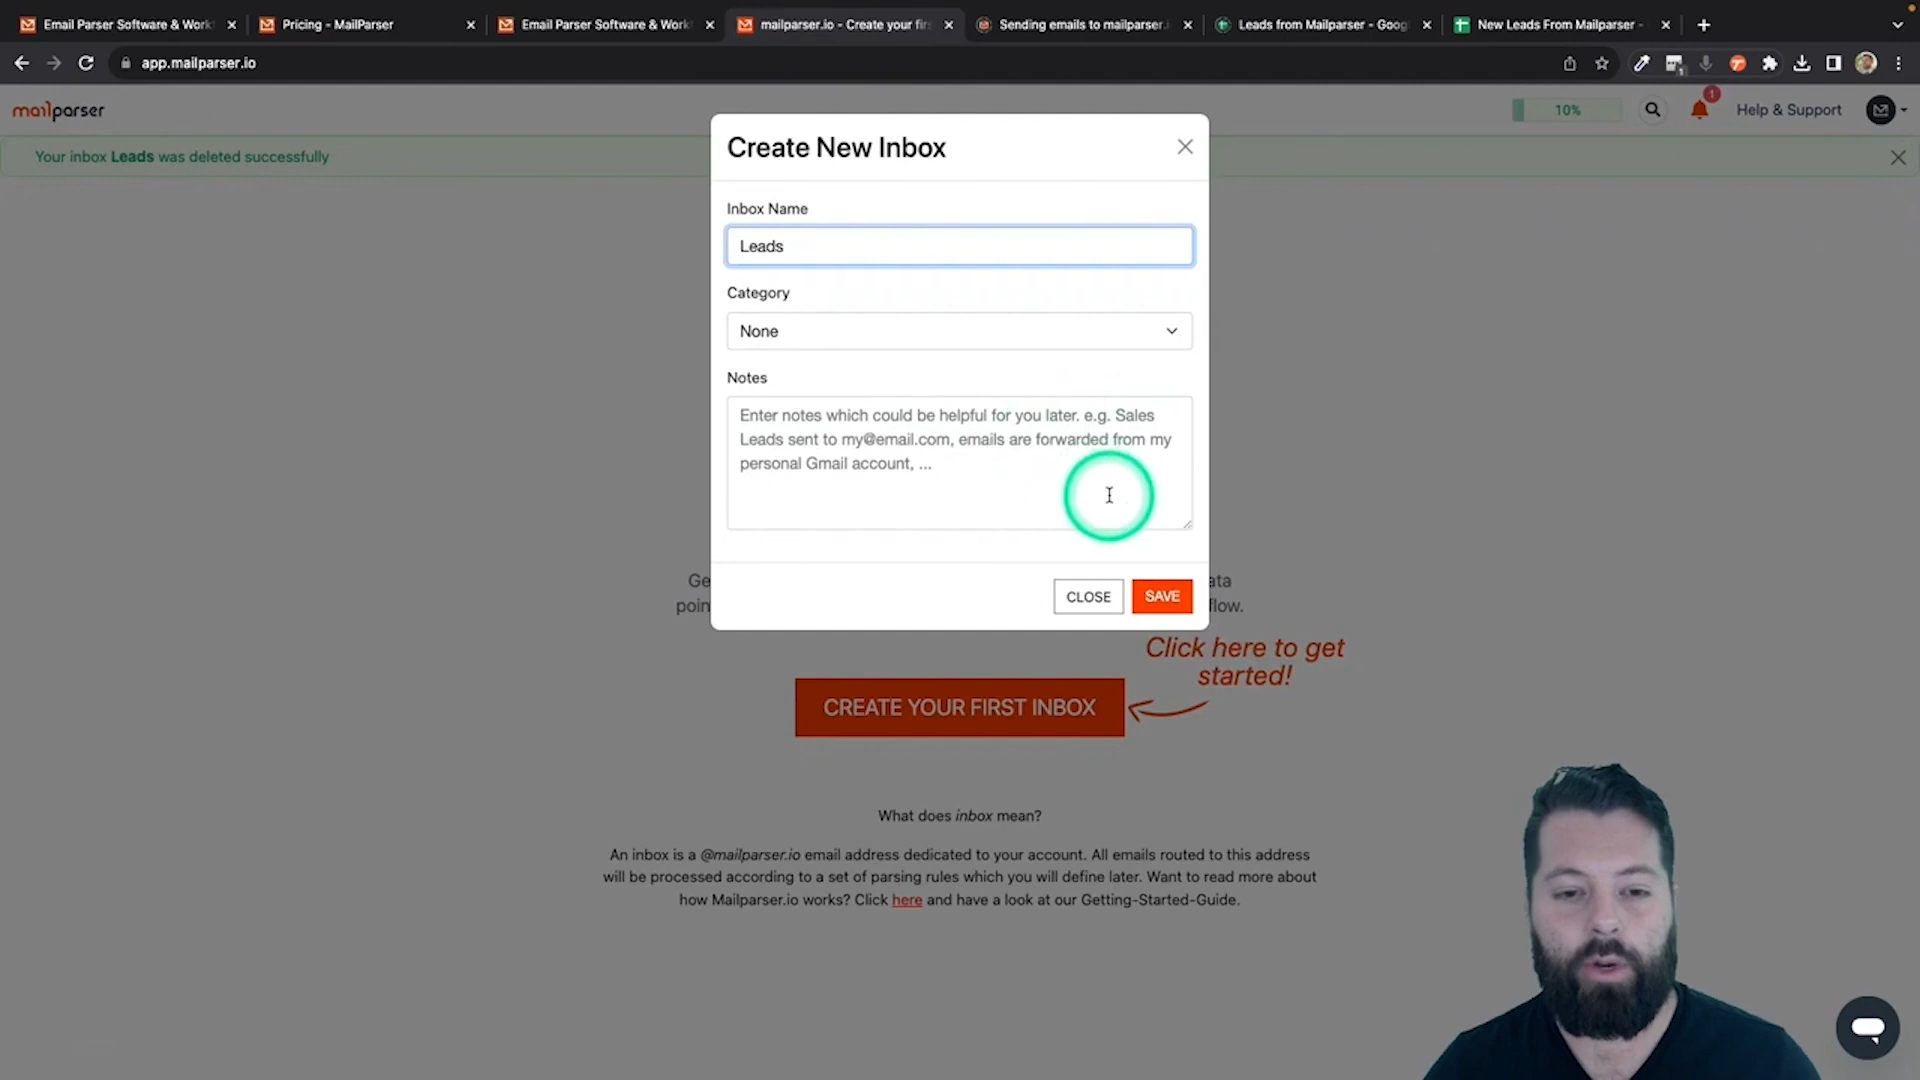 Email Parser Software & Work
Pricing - MailParser
Email Parser Software & Work
mailparser.io - Create your fir
Sending emails to mailparser.
Leads from Mailparser - Goog
New Leads From Mailparser -
app.mailparser.io
mailparser
10%
1
Help & Support
Your inbox Leads was deleted successfully
Create New Inbox
Inbox Name
Leads
Category
None
Notes
Enter notes which could be helpful for you later. e.g. Sales
Leads sent to my@email.com, emails are forwarded from my
personal Gmail account, ...
CLOSE
SAVE
Ge
ata
poin
flow.
Click here to get
started!
CREATE YOUR FIRST INBOX
What does inbox mean?
An inbox is a @mailparser.io email address dedicated to your account. All emails routed to this address
will be processed according to a set of parsing rules which you will define later. Want to read more about
how Mailparser.io works? Click here and have a look at our Getting-Started-Guide.